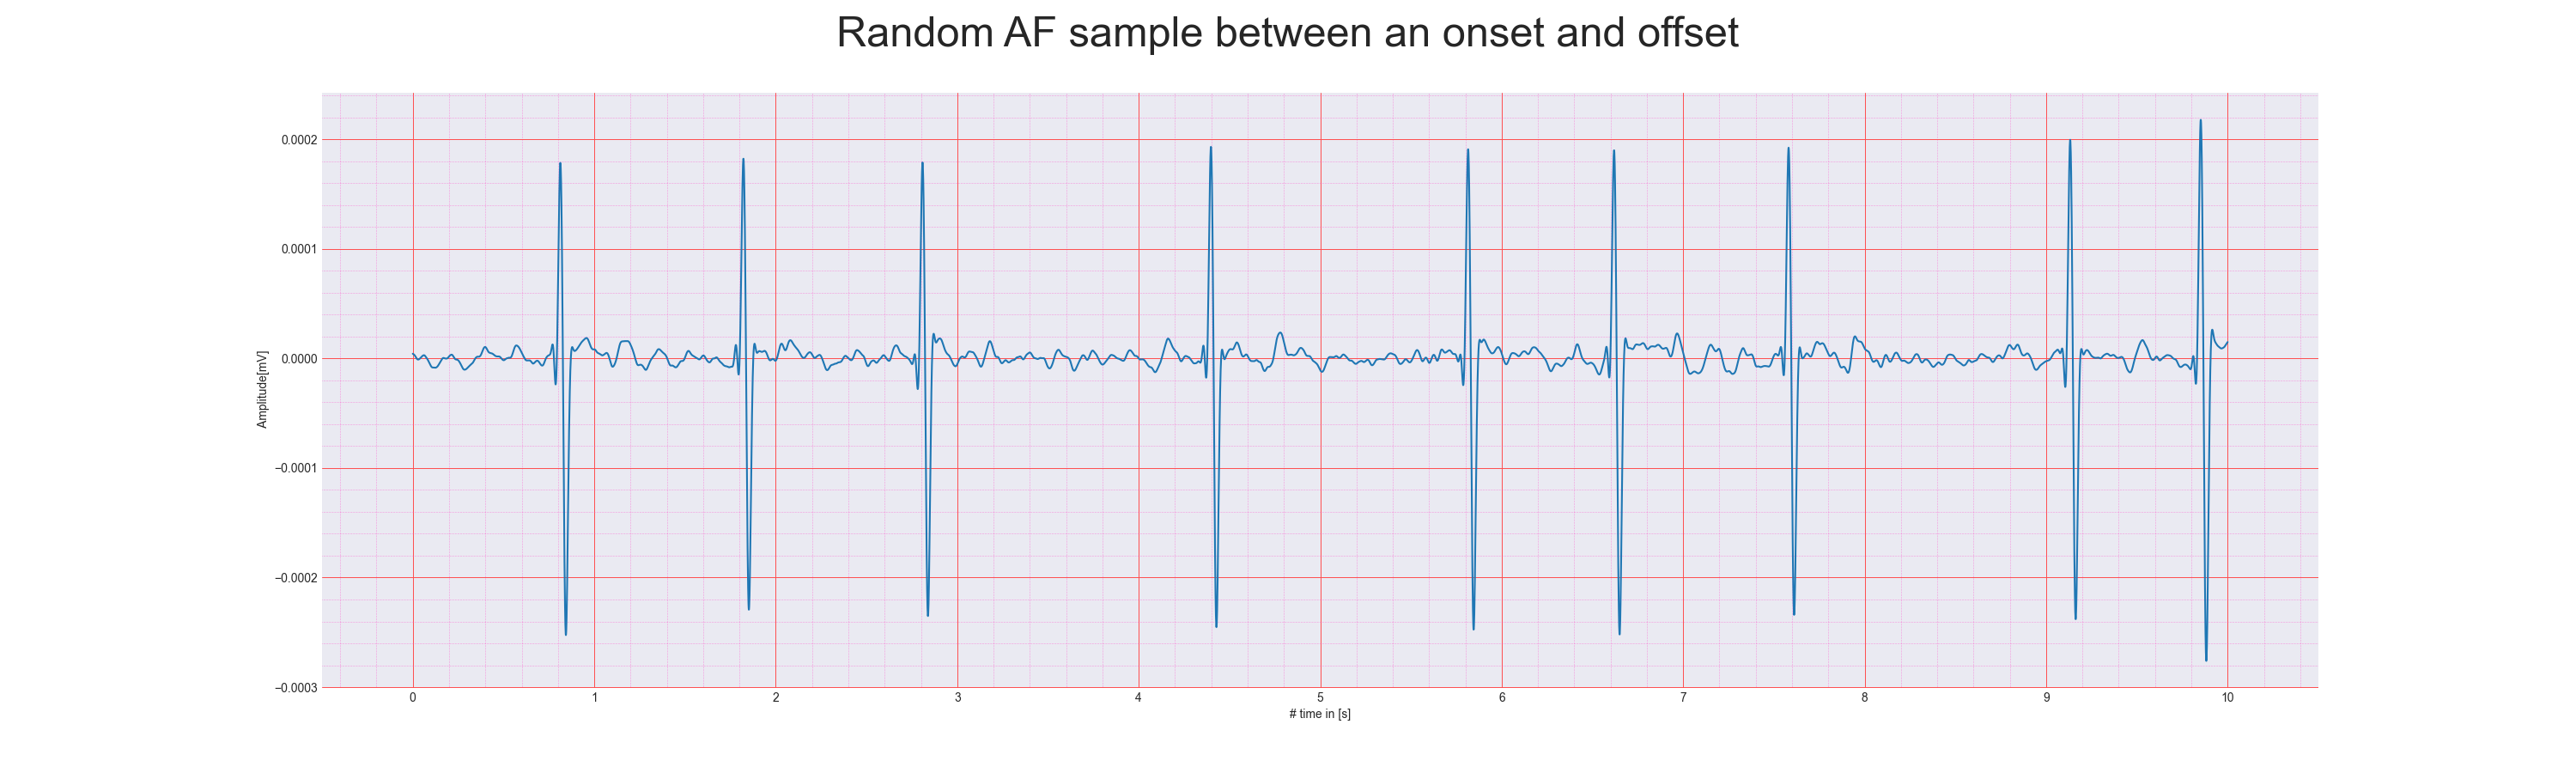 Random AF sample between an onset and offset
0.0002
0.0001
0.0000
−0.0001
−0.0002
−0.0003
Amplitude[mV]
0 1 2 3 4 5 6 7 8 9 10
# time in [s]